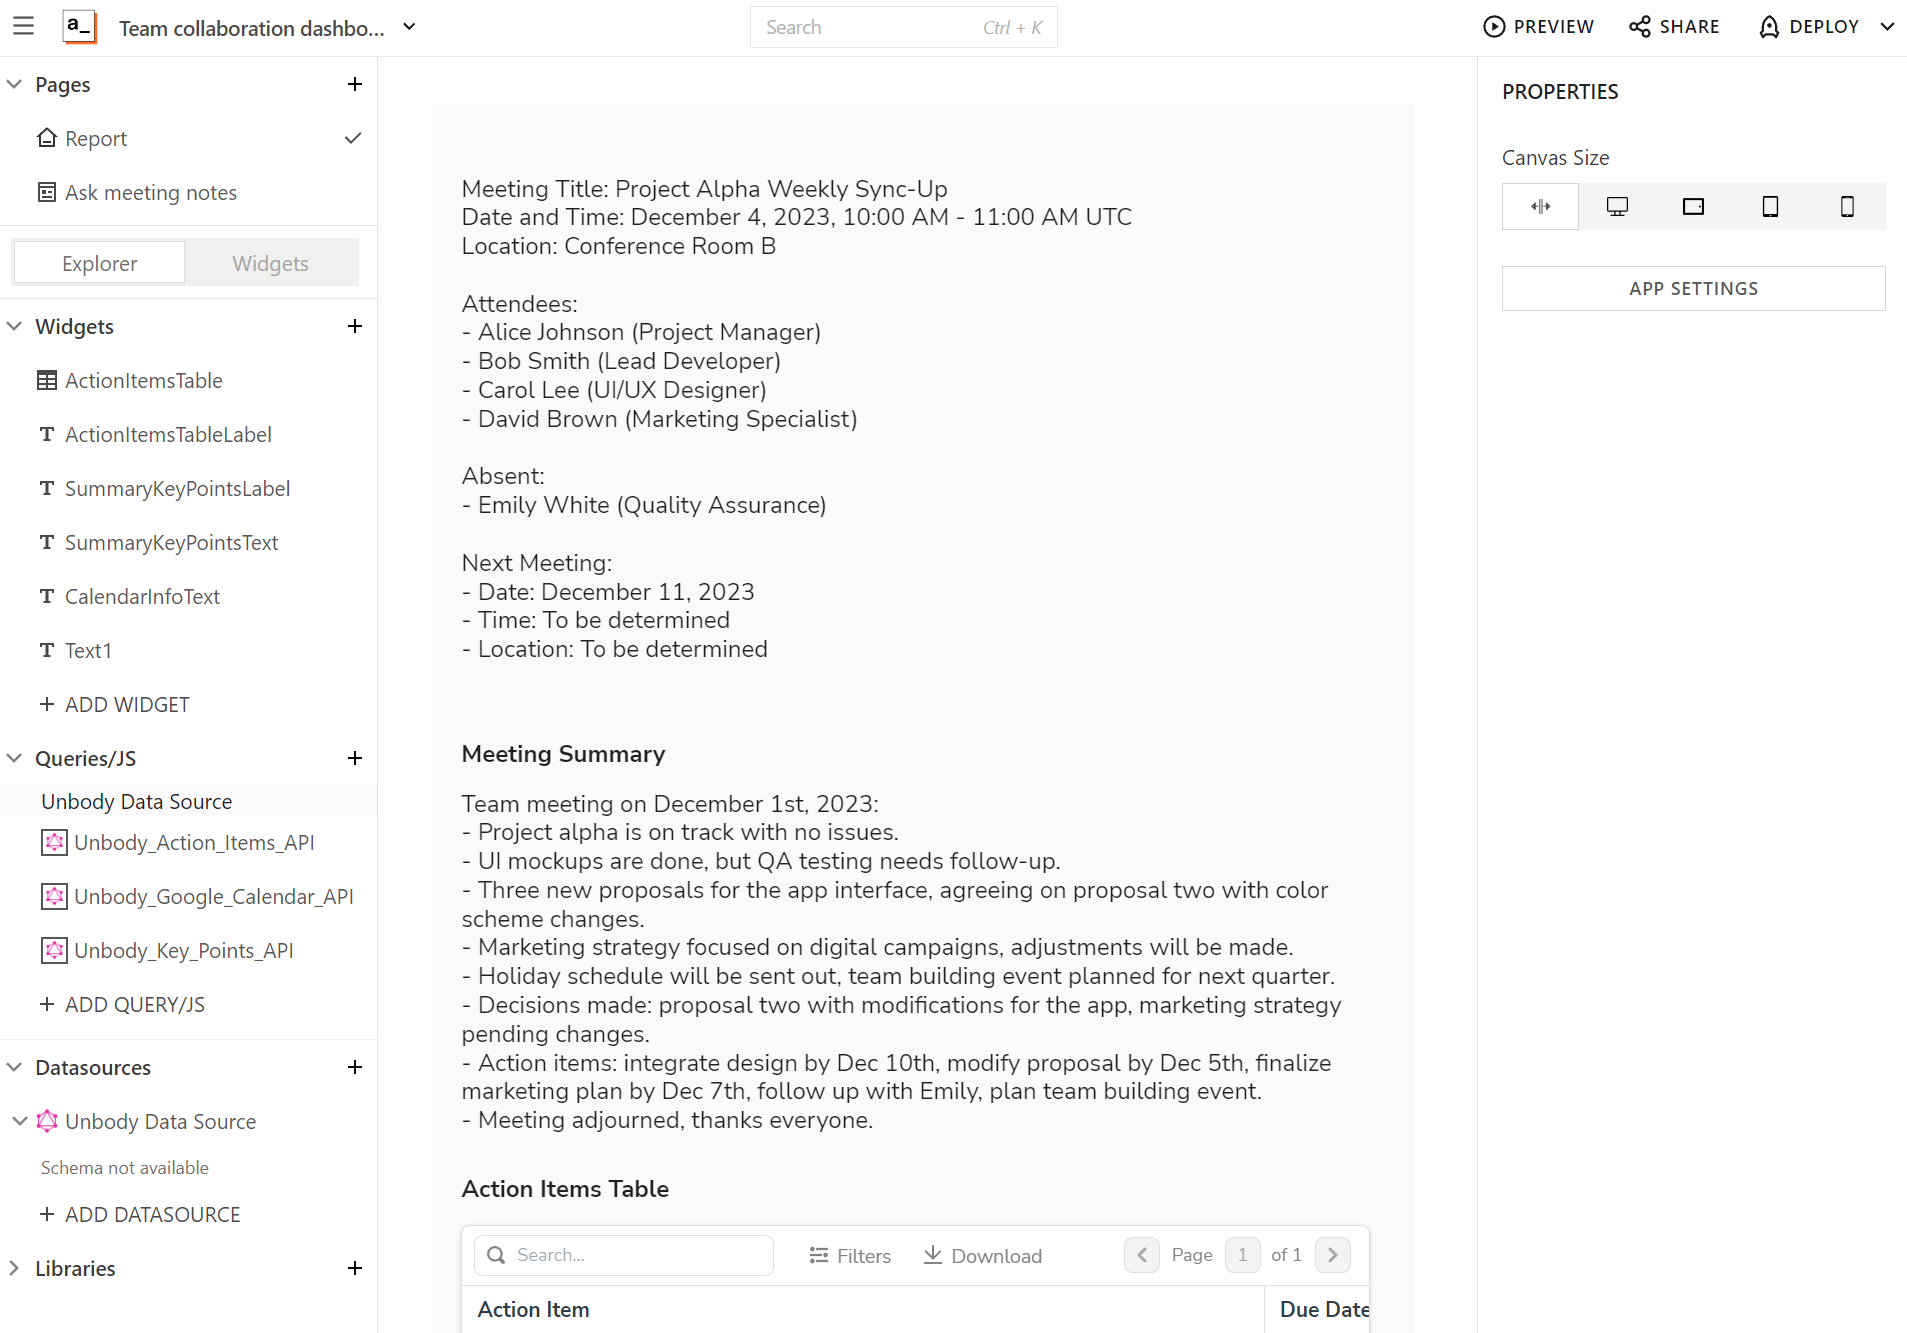 a_
Team collaboration dashbo...
Search
Ctrl + K
PREVIEW
SHARE
DEPLOY
Pages
Report
Ask meeting notes
Explorer
Widgets
Widgets
ActionItemsTable
ActionItemsTableLabel
SummaryKeyPointsLabel
SummaryKeyPointsText
CalendarInfoText
Text1
ADD WIDGET
Queries/JS
Unbody Data Source
Unbody_Action_Items_API
Unbody_Google_Calendar_API
Unbody_Key_Points_API
ADD QUERY/JS
Datasources
Unbody Data Source
Schema not available
ADD DATASOURCE
Libraries
Meeting Title: Project Alpha Weekly Sync-Up
Date and Time: December 4, 2023, 10:00 AM - 11:00 AM UTC
Location: Conference Room B
Attendees:
- Alice Johnson (Project Manager)
- Bob Smith (Lead Developer)
- Carol Lee (UI/UX Designer)
- David Brown (Marketing Specialist)
Absent:
- Emily White (Quality Assurance)
Next Meeting:
- Date: December 11, 2023
- Time: To be determined
- Location: To be determined
Meeting Summary
Team meeting on December 1st, 2023:
- Project alpha is on track with no issues.
- UI mockups are done, but QA testing needs follow-up.
- Three new proposals for the app interface, agreeing on proposal two with color
scheme changes.
- Marketing strategy focused on digital campaigns, adjustments will be made.
- Holiday schedule will be sent out, team building event planned for next quarter.
- Decisions made: proposal two with modifications for the app, marketing strategy
pending changes.
- Action items: integrate design by Dec 10th, modify proposal by Dec 5th, finalize
marketing plan by Dec 7th, follow up with Emily, plan team building event.
- Meeting adjourned, thanks everyone.
Action Items Table
Search...
Filters
Download
Page 1 of 1
Action Item
Due Date
PROPERTIES
Canvas Size
APP SETTINGS